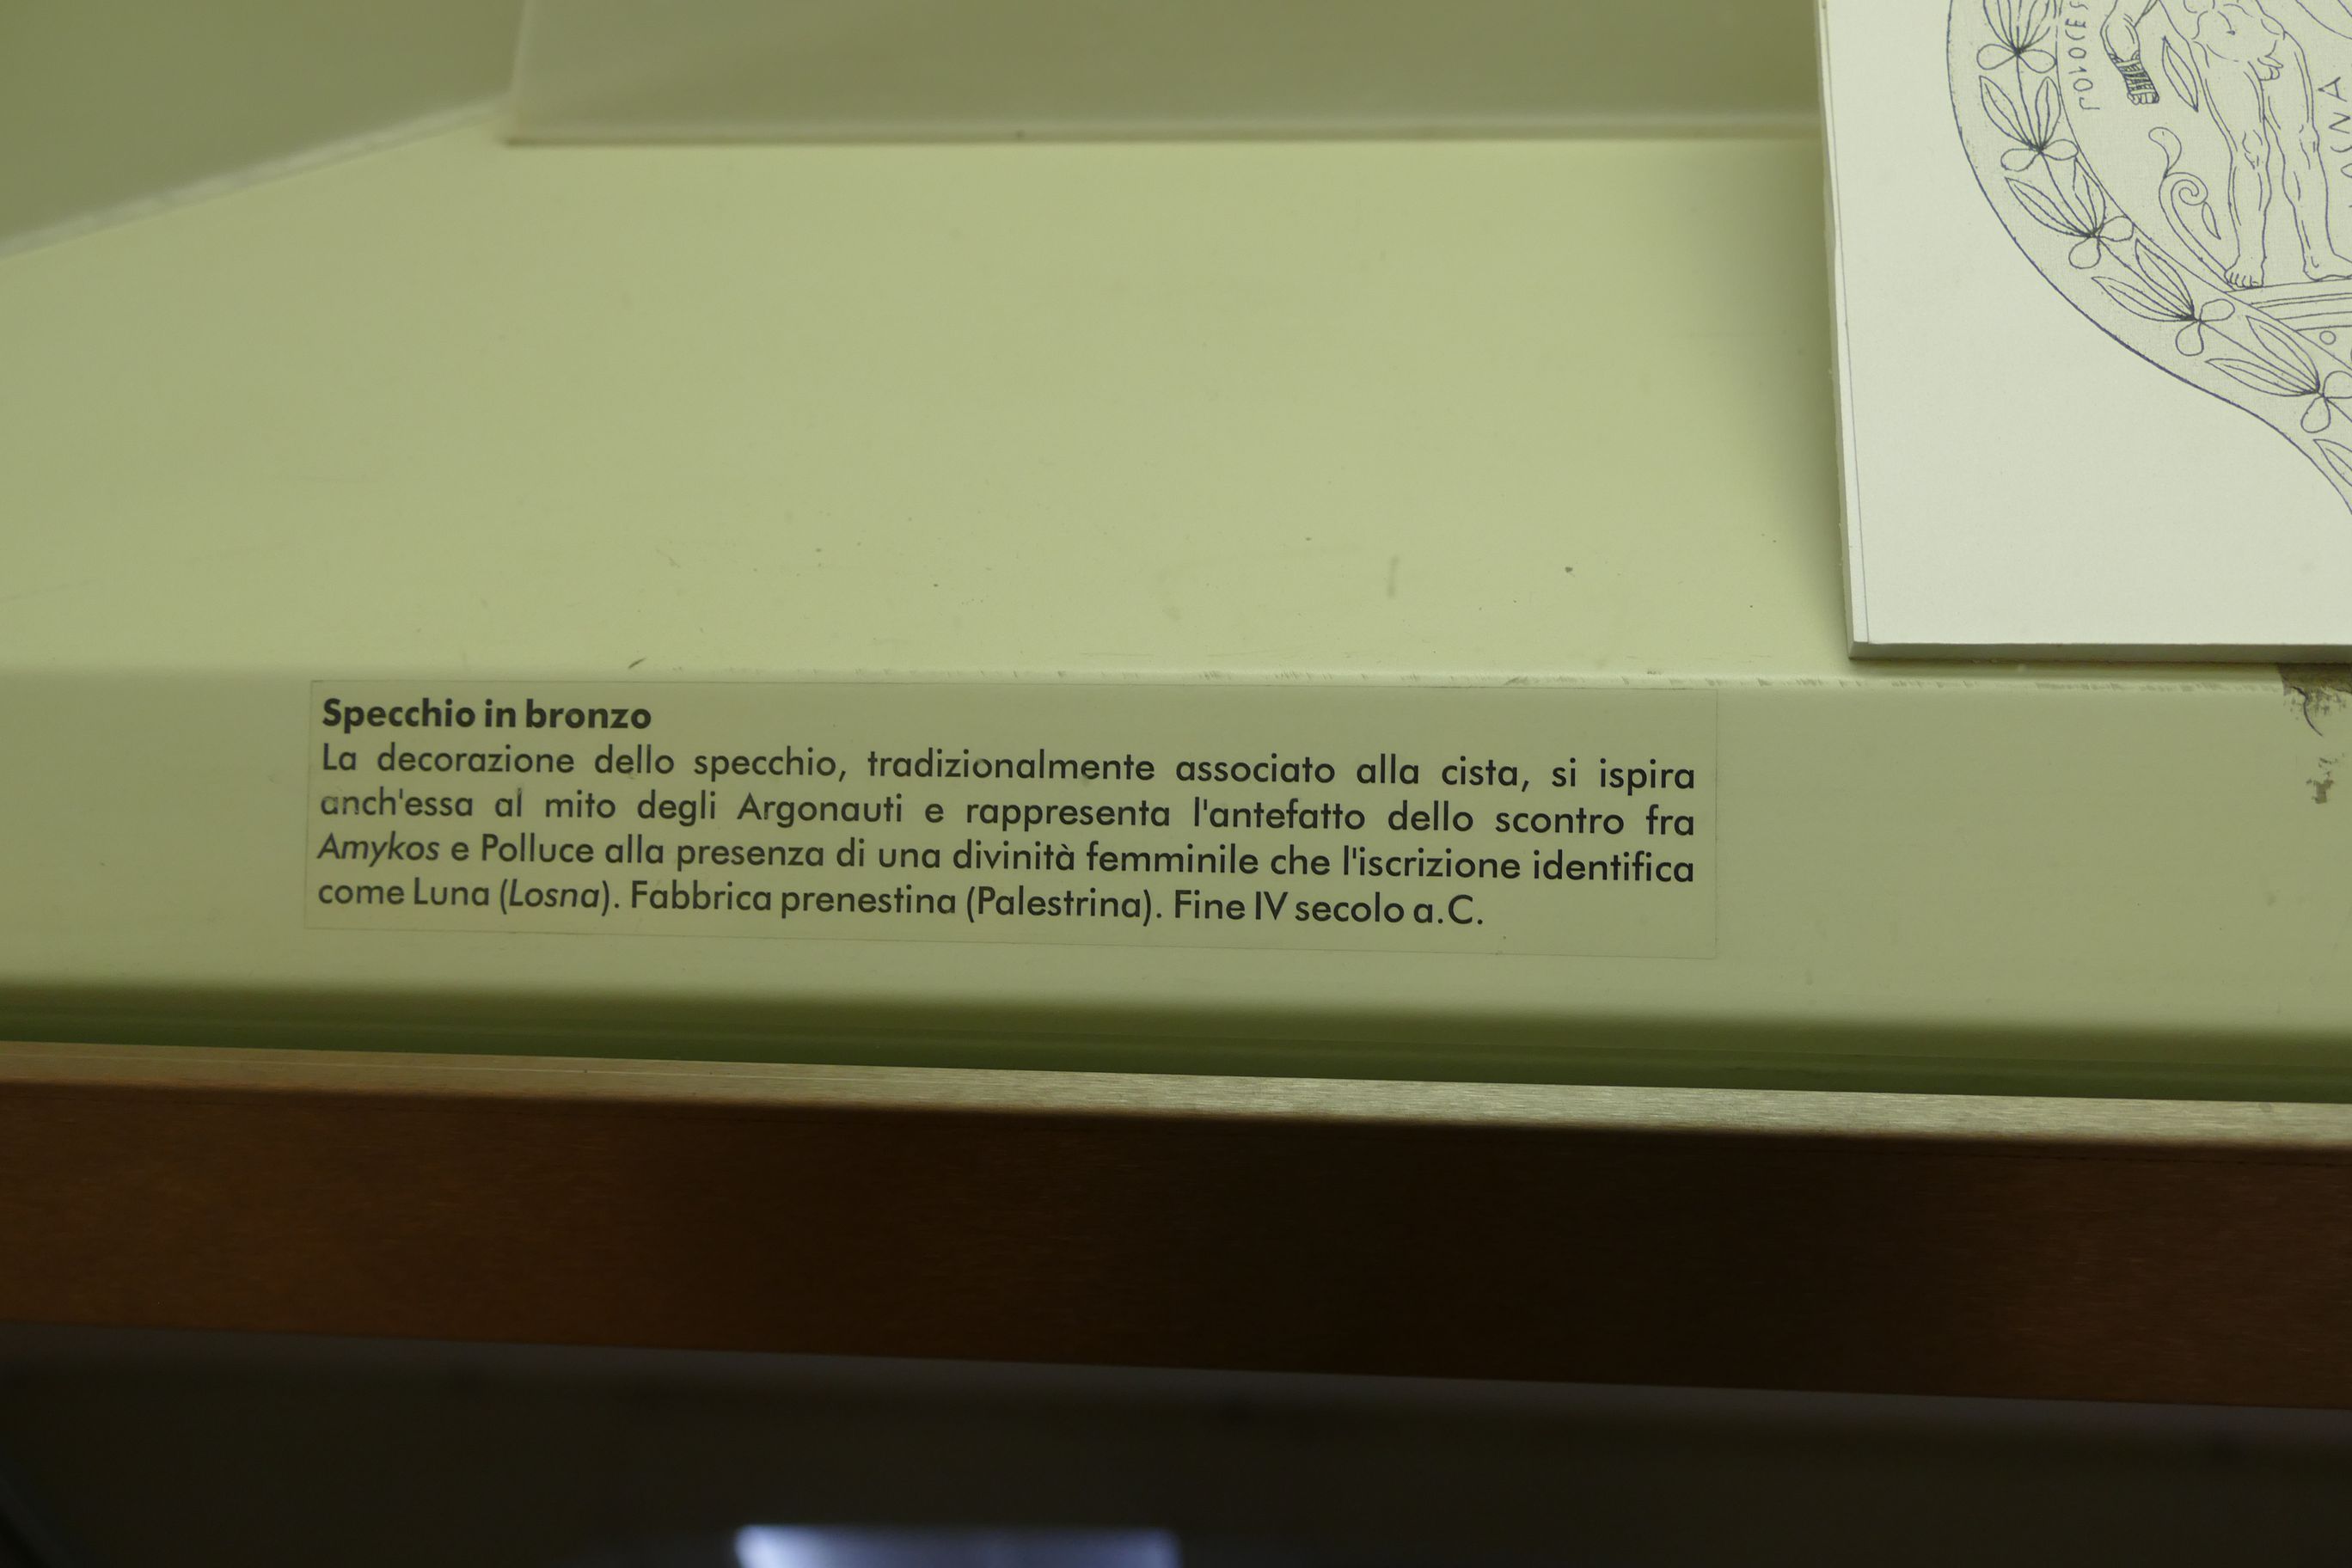 Specchio in bronzo
La decorazione dello specchio, tradizionalmente associato alla cista, si ispira
anch'essa al mito degli Argonauti e rappresenta l'antefatto dello scontro fra
Amykos e Polluce alla presenza di una divinità femminile che l'iscrizione identifica
come Luna (Losna). Fabbrica prenestina (Palestrina). Fine IV secolo a.C.